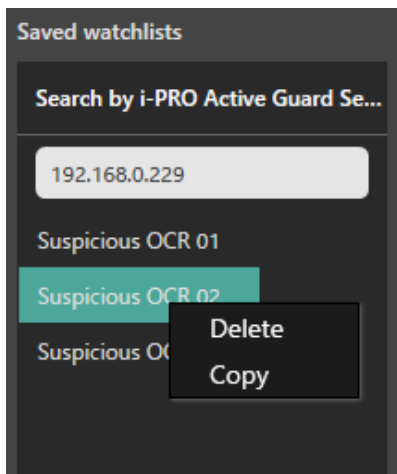 Saved watchlists
Search by i-PRO Active Guard Se...
192.168.0.229
Suspicious OCR 01
Suspicious OCR 02
Delete
Suspicious
Copy